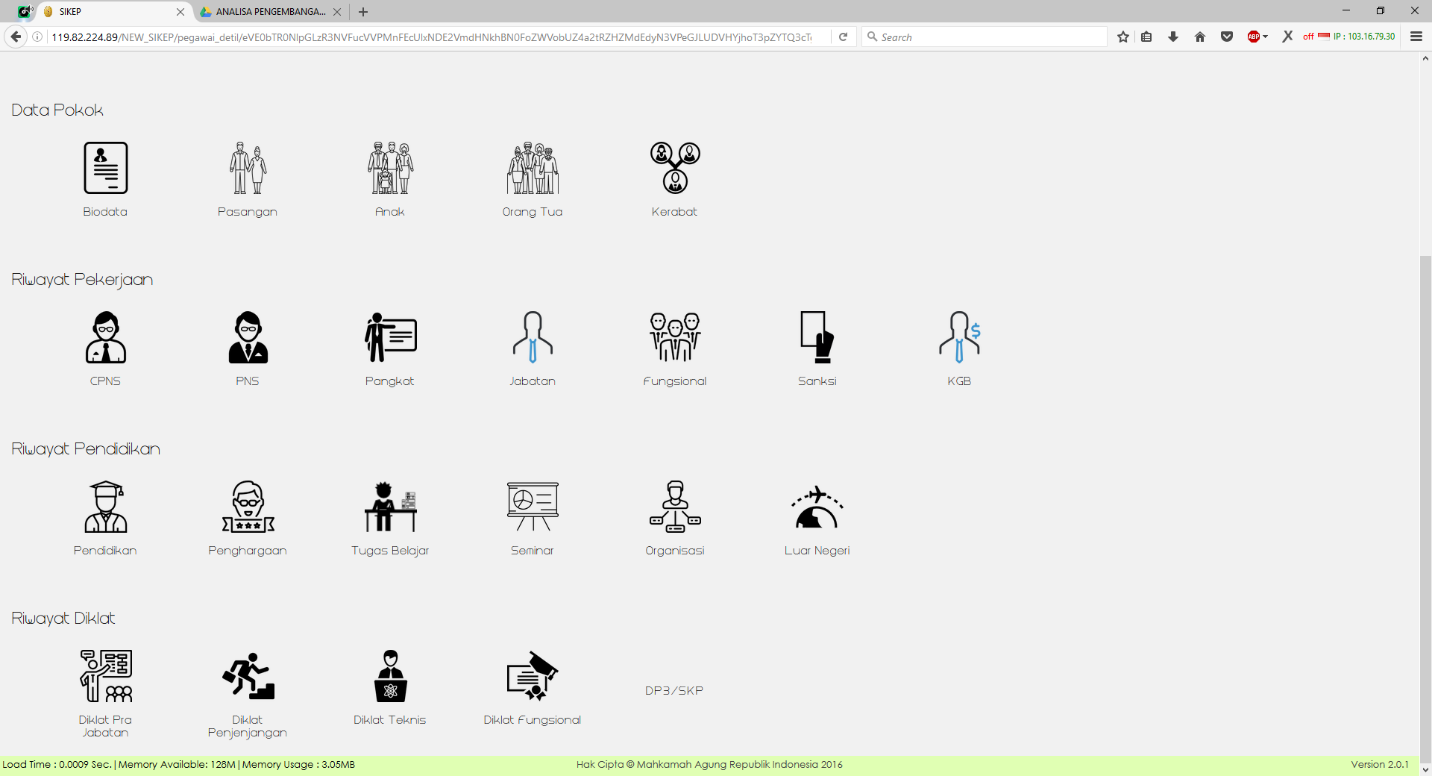 SIKEP
ANALISA PENGEMBANGA...
119.82.224.89/NEW_SIKEP/pegawai_detil/
Search
ABP
off
IP : 103.16.79.30
Data Pokok
Biodata Pasangan Anak Orang Tua Kerabat
Riwayat Pekerjaan
CPNS PNS Pangkat Jabatan Fungsional Sanksi KGB
Riwayat Pendidikan
Pendidikan Penghargaan Tugas Belajar Seminar Organisasi Luar Negeri
Riwayat Diklat
DP3/SKP
Diklat Pra Jabatan
Diklat Penjenjangan
Diklat Teknis
Diklat Fungsional
Load Time : 0.0009 Sec. | Memory Available: 128M | Memory Usage : 3.05MB
Hak Cipta © Mahkamah Agung Republik Indonesia 2016
Version 2.0.1